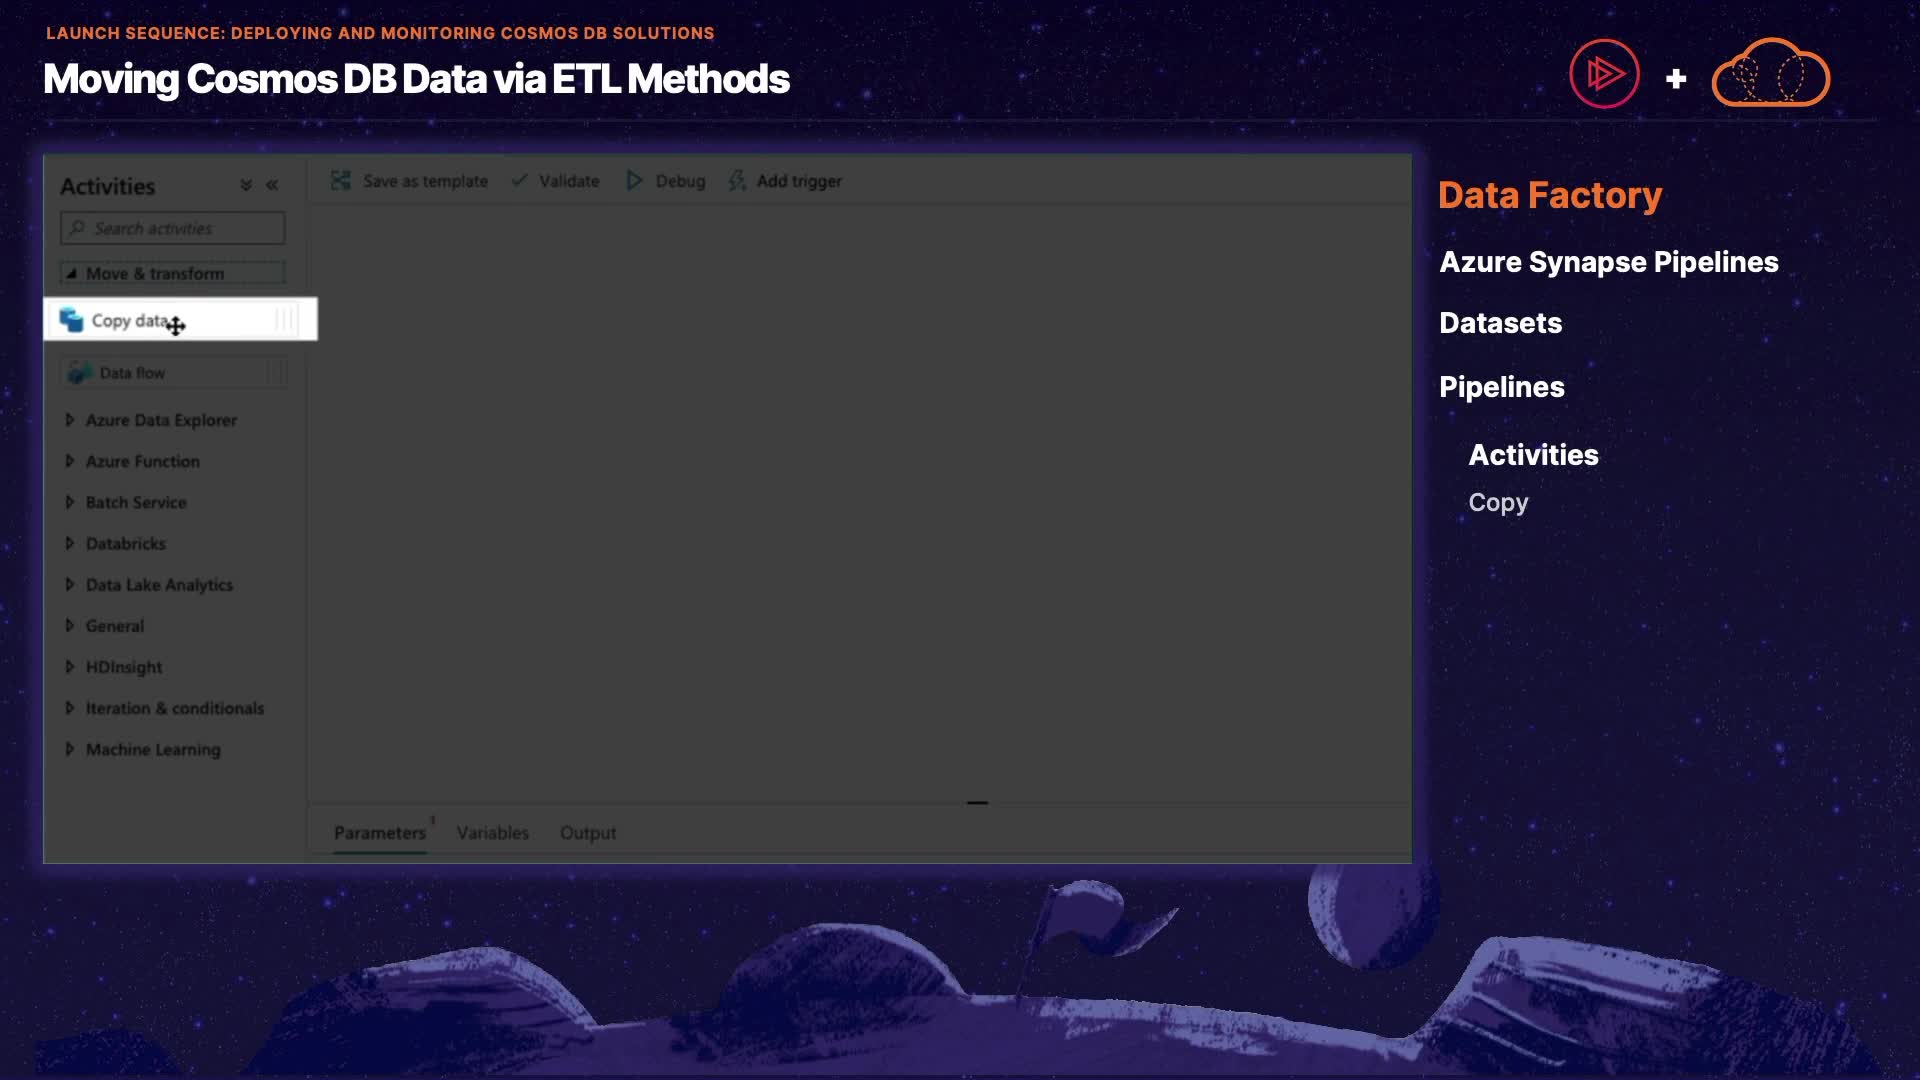 LAUNCH SEQUENCE: DEPLOYING AND MONITORING COSMOS DB SOLUTIONS
Moving Cosmos DB Data via ETL Methods
Activities
Search activities
Move & transform
Copy data
Data flow
Azure Data Explorer
Azure Function
Batch Service
Databricks
Data Lake Analytics
General
HDInsight
Iteration & conditionals
Machine Learning
Save as template Validate Debug Add trigger
Parameters Variables Output
Data Factory
Azure Synapse Pipelines
Datasets
Pipelines
Activities
Copy